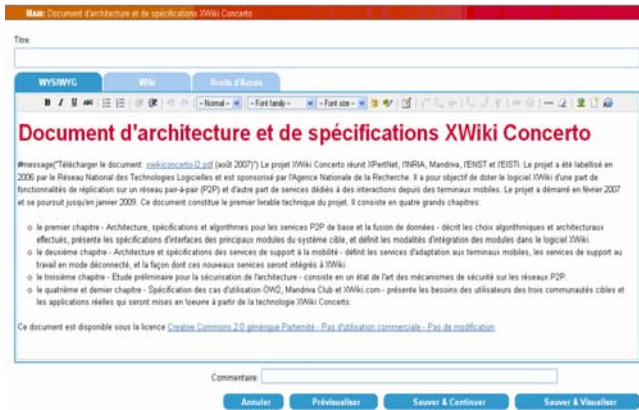 MAIN: Document d'architecture et de spécifications XWiki Concerto
Titre:
WYSIWYG Wiki Droits d'Accès
B I U ABC - Normal - - Font family - - Font size -
Document d'architecture et de spécifications XWiki Concerto
#message("Télécharger le document: xwikiconcerto-l2.pdf (août 2007)") Le projet XWiki Concerto réunit XPertNet, l'INRIA, Mandriva, l'ENST et l'EISTI. Le projet a été labellisé en
2006 par le Réseau National des Technologies Logicielles et est sponsorisé par l'Agence Nationale de la Recherche. Il a pour objectif de doter le logiciel XWiki d'une part de
fonctionnalités de réplication sur un réseau pair-à-pair (P2P) et d'autre part de services dédiés à des interactions depuis des terminaux mobiles. Le projet a démarré en février 2007
et se poursuit jusqu'en janvier 2009. Ce document constitue le premier livrable technique du projet. Il consiste en quatre grands chapitres:
le premier chapitre - Architecture, spécifications et algorithmes pour les services P2P de base et la fusion de données - décrit les choix algorithmiques et architecturaux
effectués, présente les spécifications d'interfaces des principaux modules du système cible, et définit les modalités d'intégration des modules dans le logiciel XWiki.
le deuxième chapitre - Architecture et spécifications des services de support à la mobilité - définit les services d'adaptation aux terminaux mobiles, les services de support au
travail en mode déconnecté, et la façon dont ces nouveaux services seront intégrés à XWiki.
le troisième chapitre - Etude préliminaire pour la sécurisation de l'architecture - consiste en un état de l'art des mécanismes de sécurité sur les réseaux P2P.
le quatrième et dernier chapitre - Spécification des cas d'utilisation OW2, Mandriva Club et XWiki.com - présente les besoins des utilisateurs des trois communautés cibles et
les applications réelles qui seront mises en \oeuvre à partir de la technologie XWiki Concerto.
Ce document est disponible sous la licence Creative Commons 2.0 générique Paternité - Pas d'utilisation commerciale - Pas de modification.
Commentaire:
Annuler Prévisualiser Sauver & Continuer Sauver & Visualiser